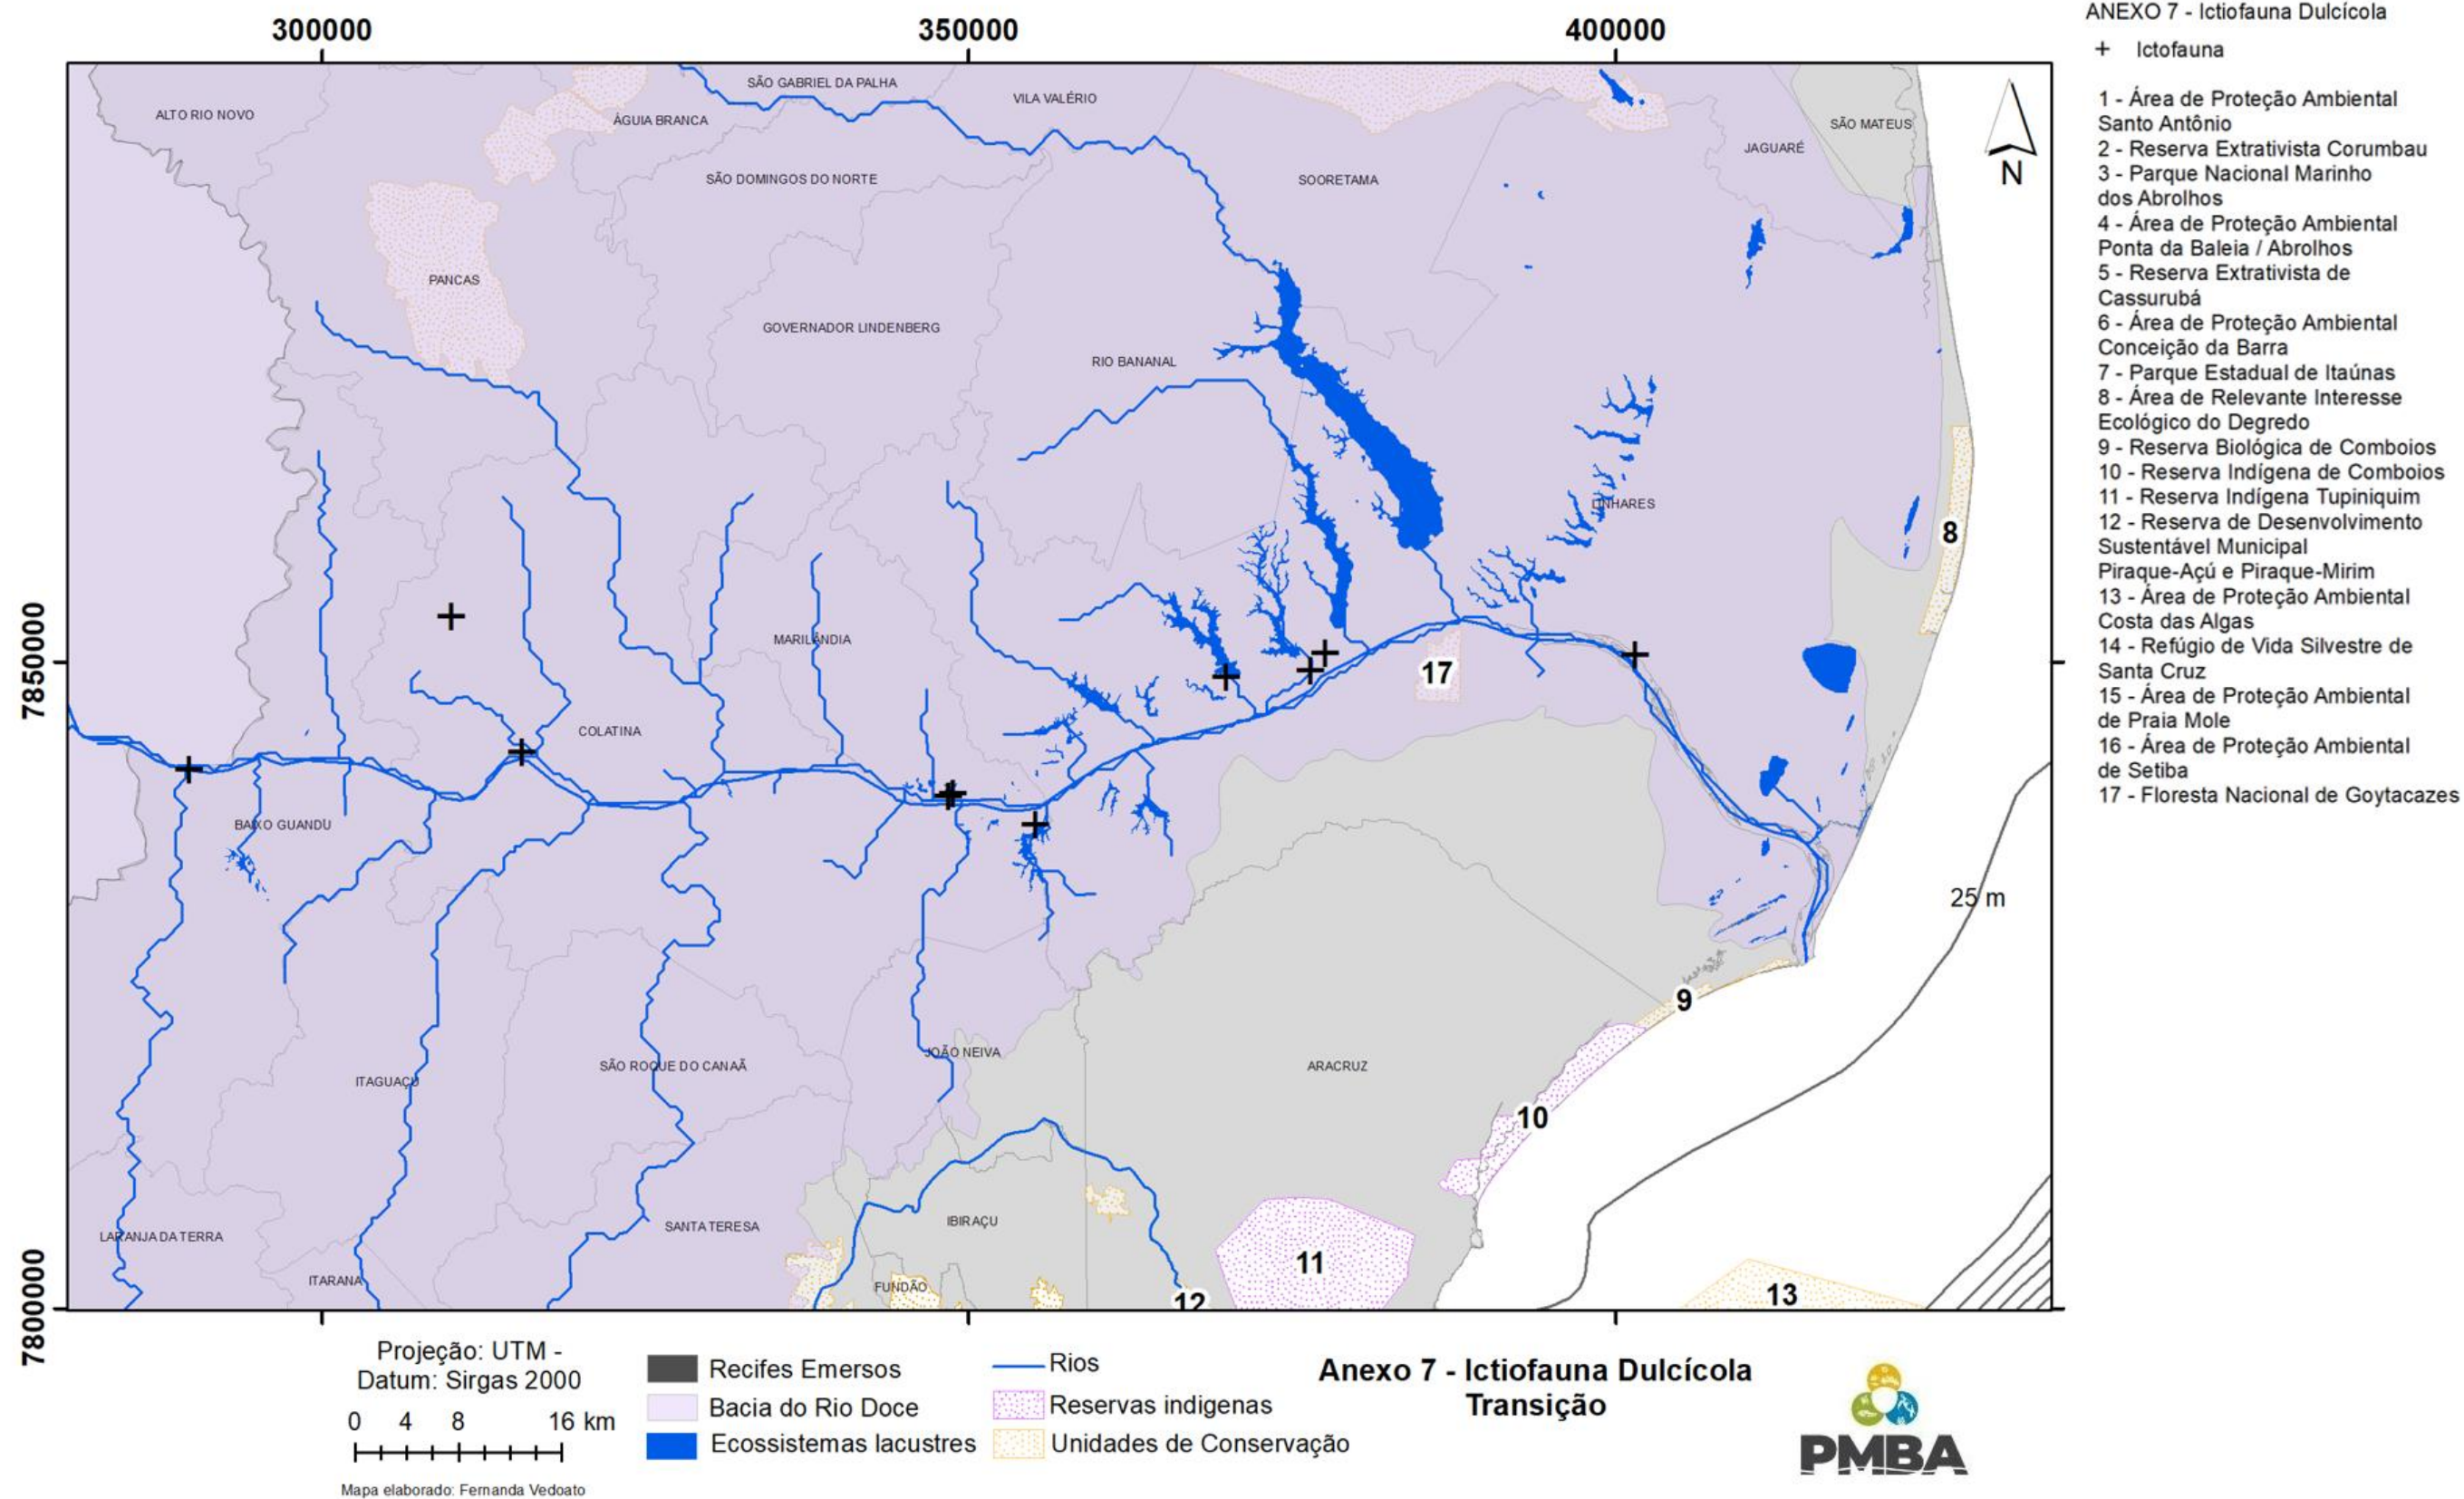 300000
350000
400000
7850000
7800000
ALTO RIO NOVO
ÁGUIA BRANCA
SÃO GABRIEL DA PALHA
VILA VALÉRIO
SÃO MATEUS
JAGUARÉ
SÃO DOMINGOS DO NORTE
SOORETAMA
N
PANCAS
GOVERNADOR LINDENBERG
RIO BANANAL
LINHARES
8
MARILÂNDIA
17
COLATINA
BAIXO GUANDU
25 m
9
JOÃO NEIVA
SÃO ROQUE DO CANAÃ
ARACRUZ
ITAGUAÇU
10
LARANJA DA TERRA
SANTA TERESA
IBIRAÇU
11
ITARANA
FUNDÃO
12
13
ANEXO 7 - Ictiofauna Dulcícola
+ Ictofauna
1 - Área de Proteção Ambiental
Santo Antônio
2 - Reserva Extrativista Corumbau
3 - Parque Nacional Marinho
dos Abrolhos
4 - Área de Proteção Ambiental
Ponta da Baleia / Abrolhos
5 - Reserva Extrativista de
Cassurubá
6 - Área de Proteção Ambiental
Conceição da Barra
7 - Parque Estadual de Itaúnas
8 - Área de Relevante Interesse
Ecológico do Degredo
9 - Reserva Biológica de Comboios
10 - Reserva Indígena de Comboios
11 - Reserva Indígena Tupiniquim
12 - Reserva de Desenvolvimento
Sustentável Municipal
Piraque-Açú e Piraque-Mirim
13 - Área de Proteção Ambiental
Costa das Algas
14 - Refúgio de Vida Silvestre de
Santa Cruz
15 - Área de Proteção Ambiental
de Praia Mole
16 - Área de Proteção Ambiental
de Setiba
17 - Floresta Nacional de Goytacazes
Projeção: UTM -
Datum: Sirgas 2000
0 4 8 16 km
Mapa elaborado: Fernanda Vedoato
Recifes Emersos
Bacia do Rio Doce
Ecossistemas lacustres
Rios
Reservas indigenas
Unidades de Conservação
Anexo 7 - Ictiofauna Dulcícola
Transição
PMBA